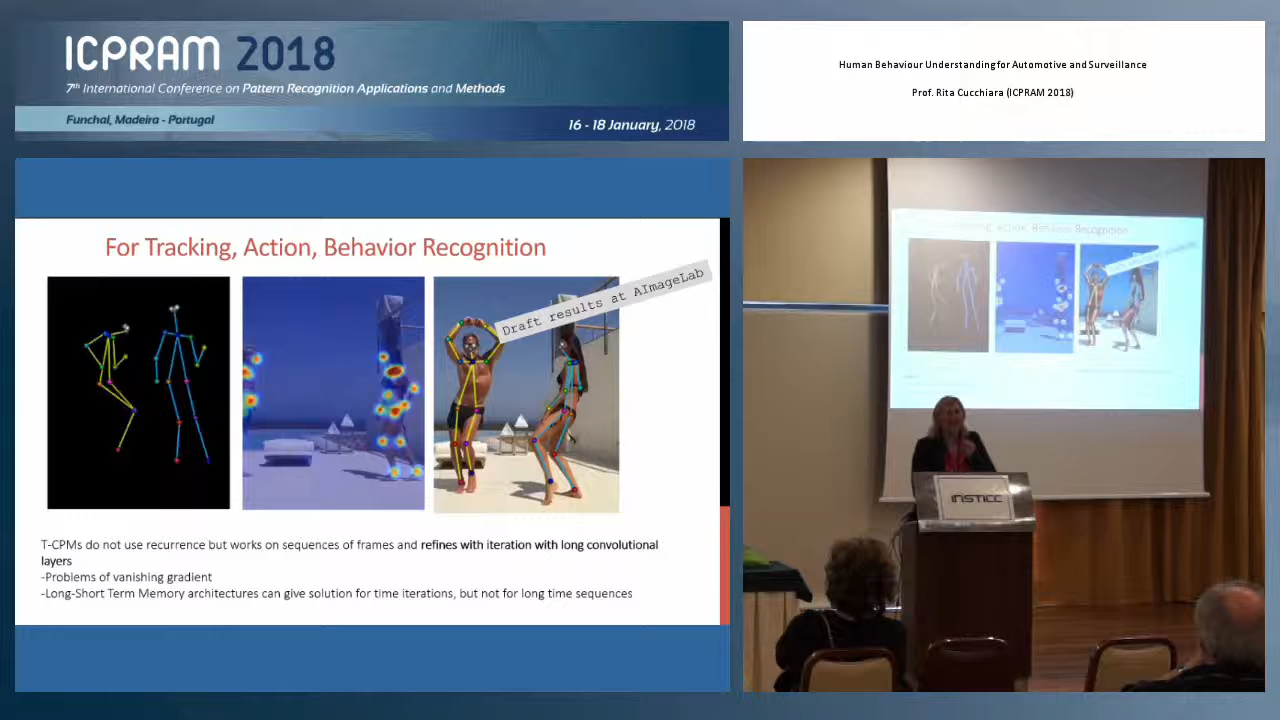 ICPRAM 2018
7th International Conference on Pattern Recognition Applications and Methods
Funchal, Madeira - Portugal
16 - 18 January, 2018
Human Behaviour Understanding for Automotive and Surveillance
Prof. Rita Cucchiara (ICPRAM 2018)
For Tracking, Action, Behavior Recognition
Draft results at AImageLab
T-CPMs do not use recurrence but works on sequences of frames and refines with iteration with long convolutional
layers
-Problems of vanishing gradient
-Long-Short Term Memory architectures can give solution for time iterations, but not for long time sequences
Action, Behavior Recognition
INSTICC